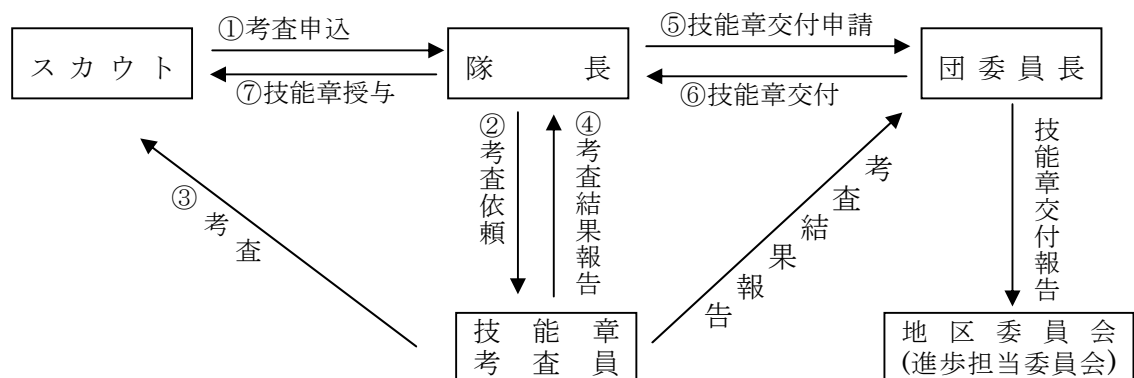 ①考査申込
⑤技能章交付申請
スカウト
隊長
団委員長
⑦技能章授与
⑥技能章交付
②考査依頼
④考査結果報告
③考査
考査結果報告
技能章交付報告
技能章
考査員
地区委員会
(進歩担当委員会)